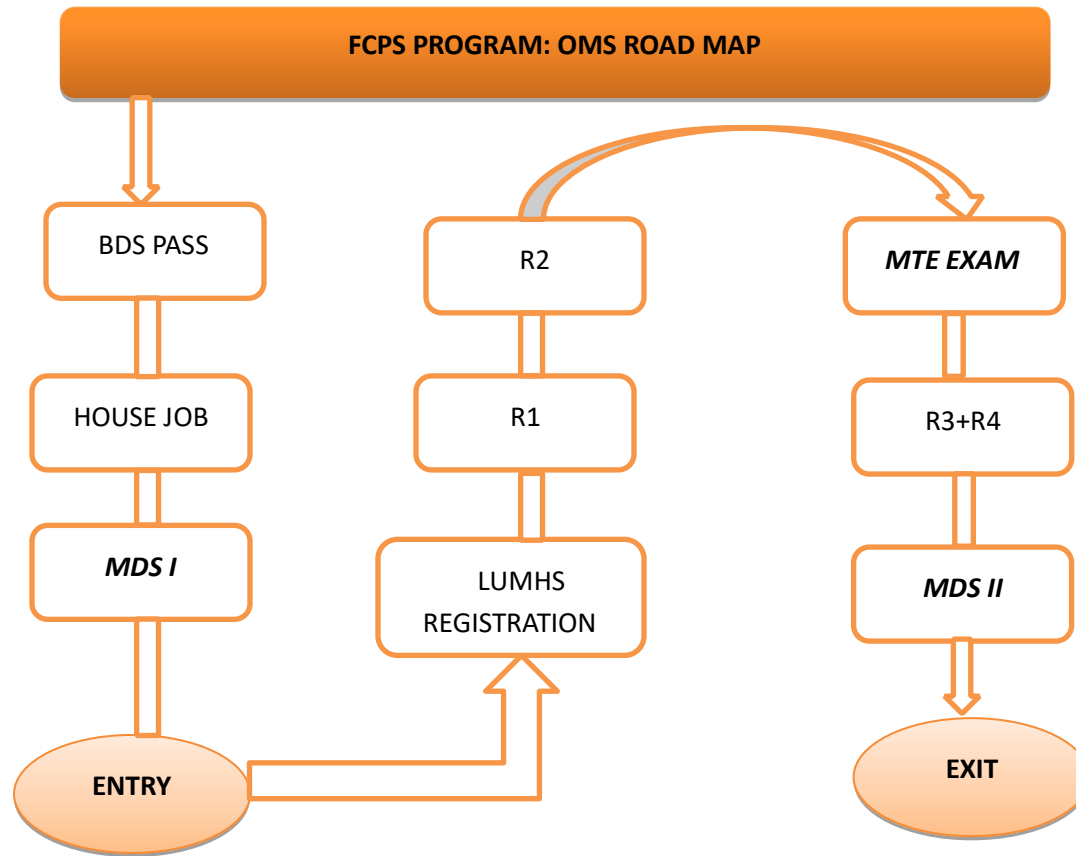 FCPS PROGRAM: OMS ROAD MAP
BDS PASS
HOUSE JOB
MDS I
ENTRY
LUMHS
REGISTRATION
R1
R2
MTE EXAM
R3+R4
MDS II
EXIT